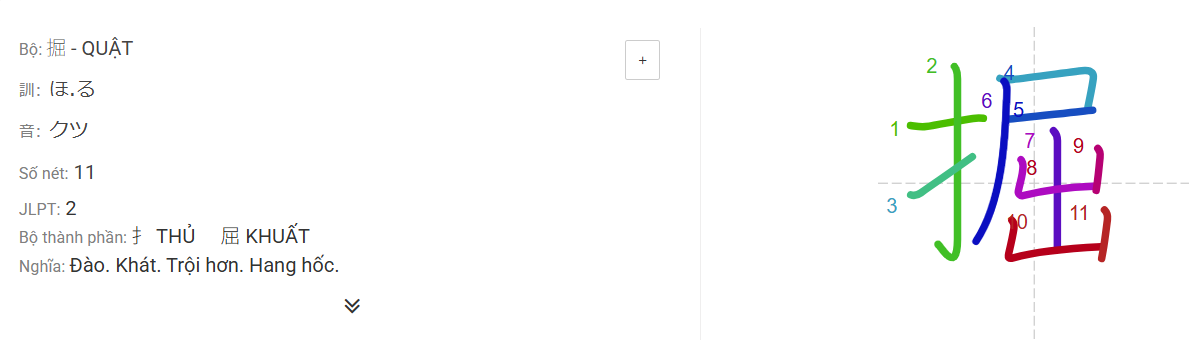 Bộ: 掘 - QUẬT
+
訓: ほ.る
音: クツ
Số nét: 11
JLPT: 2
Bộ thành phần: 扌 THỦ 屈 KHUẤT
Nghĩa: Đào. Khát. Trội hơn. Hang hốc.
掘
1
2
3
4
5
6
7
8
9
10
11